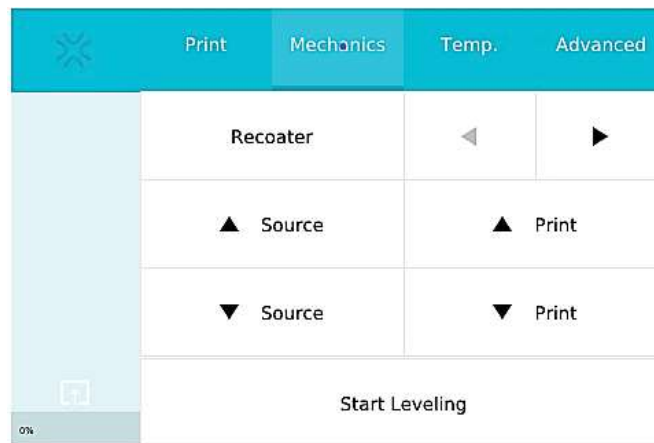 Print Mechanics Temp. Advanced
Recoater
Source Print
Source Print
Start Leveling
0%